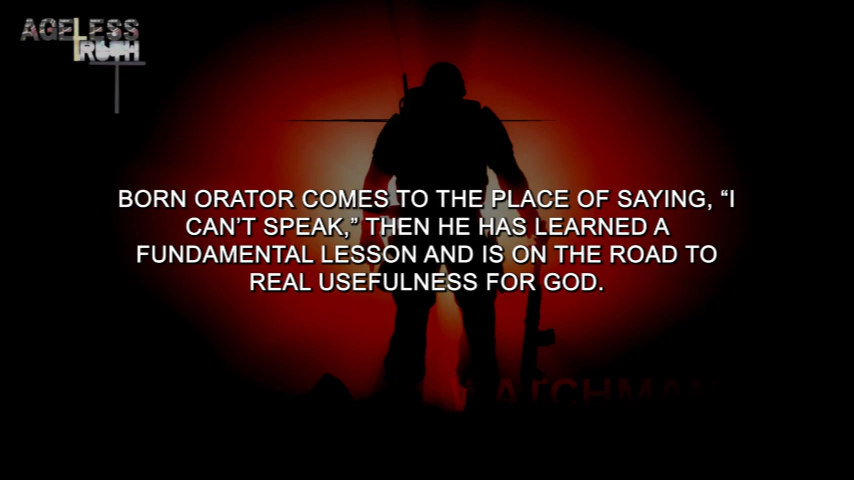 AGELESS
TRUTH
BORN ORATOR COMES TO THE PLACE OF SAYING, “I
CAN’T SPEAK,” THEN HE HAS LEARNED A
FUNDAMENTAL LESSON AND IS ON THE ROAD TO
REAL USEFULNESS FOR GOD.
WATCHMAN